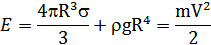 E = 4πR³σ/3 + ρgR⁴ = mV²/2